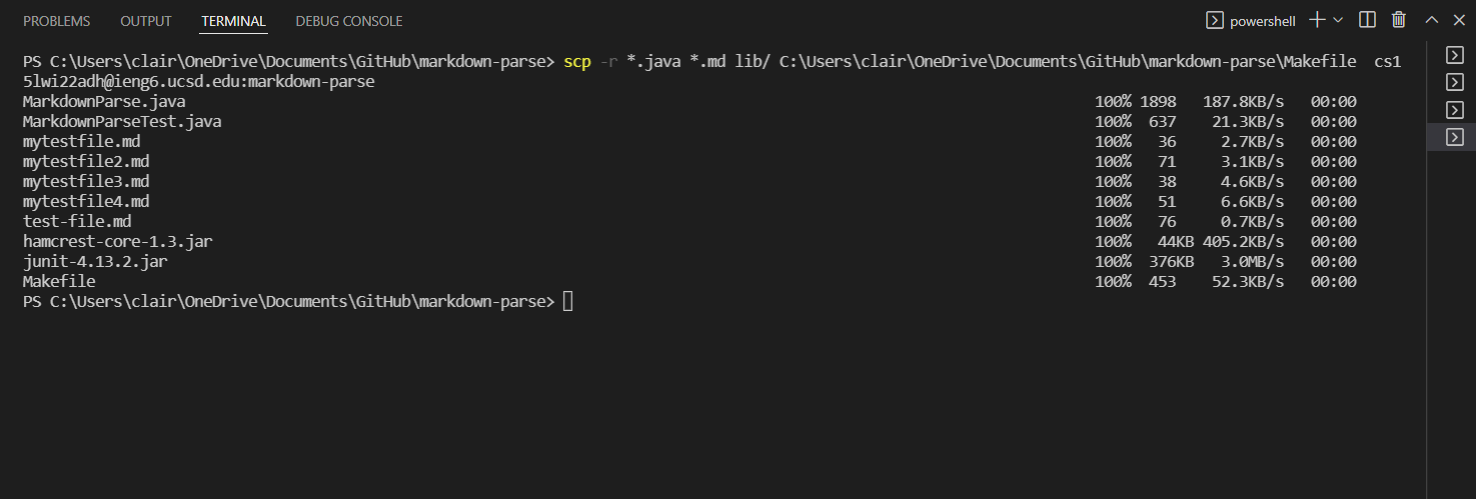 PROBLEMS OUTPUT TERMINAL DEBUG CONSOLE powershell
PS C:\Users\clair\OneDrive\Documents\GitHub\markdown-parse> scp -r *.java *.md lib/ C:\Users\clair\OneDrive\Documents\GitHub\markdown-parse\Makefile  cs1
5lwi22adh@ieng6.ucsd.edu:markdown-parse
MarkdownParse.java 100% 1898 187.8KB/s 00:00
MarkdownParseTest.java 100% 637 21.3KB/s 00:00
mytestfile.md 100% 36 2.7KB/s 00:00
mytestfile2.md 100% 71 3.1KB/s 00:00
mytestfile3.md 100% 38 4.6KB/s 00:00
mytestfile4.md 100% 51 6.6KB/s 00:00
test-file.md 100% 76 0.7KB/s 00:00
hamcrest-core-1.3.jar 100% 44KB 405.2KB/s 00:00
junit-4.13.2.jar 100% 376KB 3.0MB/s 00:00
Makefile 100% 453 52.3KB/s 00:00
PS C:\Users\clair\OneDrive\Documents\GitHub\markdown-parse>